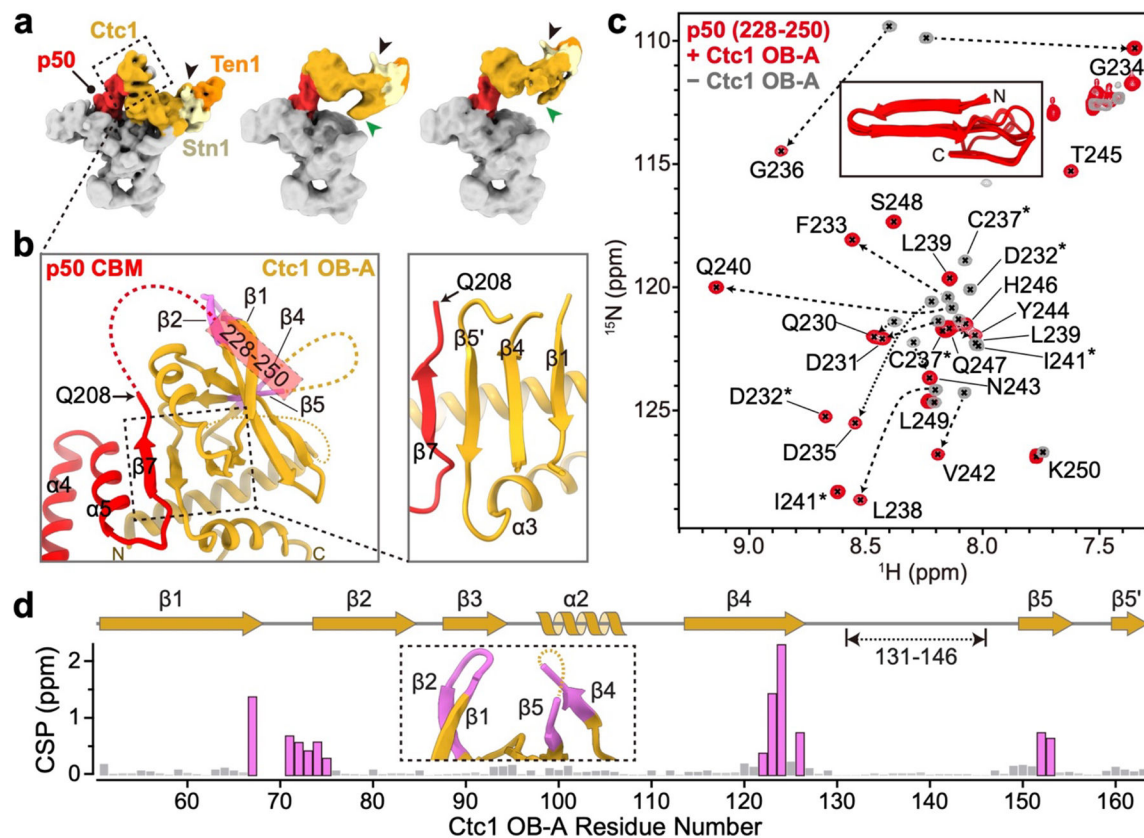 a
Ctc1
p50
Ten1
Stn1
b
p50 CBM
Ctc1 OB-A
β1
β2
β4
228-250
Q208
β5
β7
α4
α5
N
C
Q208
β5'
β4
β1
β7
α3
c
p50 (228-250)
+ Ctc1 OB-A
− Ctc1 OB-A
110
115
120
125
¹⁵N (ppm)
G234
N
C
G236
T245
S248
F233
C237*
L239
D232*
Q240
H246
Q230
Y244
D231
L239
C237*
Q247
I241*
N243
D232*
L249
D235
V242
K250
I241*
L238
9.0
8.5
8.0
7.5
¹H (ppm)
d
β1
β2
β3
α2
β4
β5
β5'
131-146
β2
β1
β5
β4
CSP (ppm)
2
1
0
60
70
80
90
100
110
120
130
140
150
160
Ctc1 OB-A Residue Number